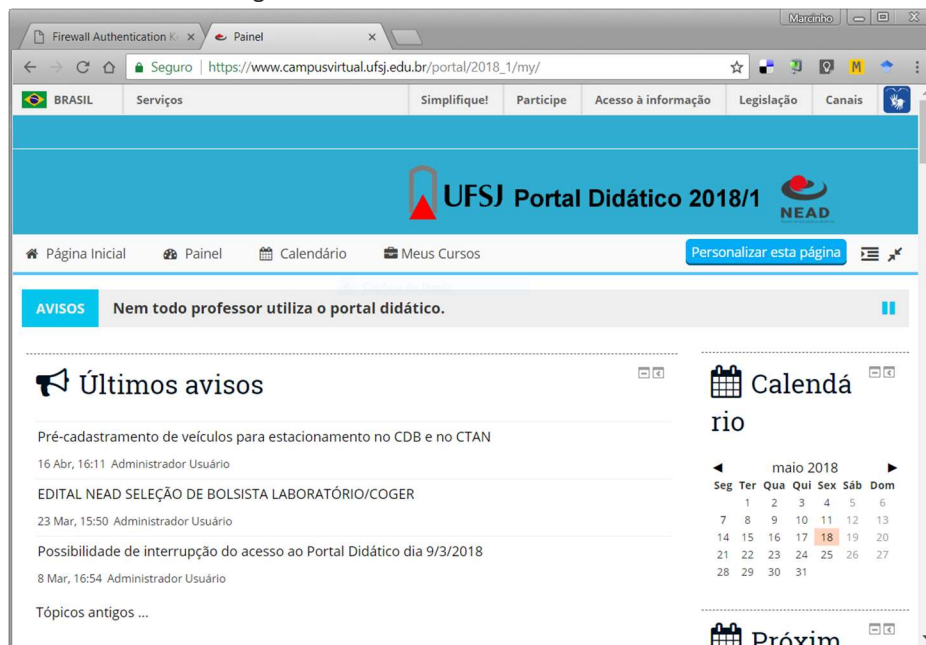 Marcinho
Firewall Authentication K
Painel
Seguro | https://www.campusvirtual.ufsj.edu.br/portal/2018_1/my/
BRASIL Serviços Simplifique! Participe Acesso à informação Legislação Canais
UFSJ Portal Didático 2018/1 NEAD
Página Inicial Painel Calendário Meus Cursos Personalizar esta página
AVISOS Nem todo professor utiliza o portal didático.
Últimos avisos
Pré-cadastramento de veículos para estacionamento no CDB e no CTAN
16 Abr, 16:11 Administrador Usuário
EDITAL NEAD SELEÇÃO DE BOLSISTA LABORATÓRIO/COGER
23 Mar, 15:50 Administrador Usuário
Possibilidade de interrupção do acesso ao Portal Didático dia 9/3/2018
8 Mar, 16:54 Administrador Usuário
Tópicos antigos ...
Calendá
rio
◄ maio 2018 ►
Seg Ter Qua Qui Sex Sáb Dom
1 2 3 4 5 6
7 8 9 10 11 12 13
14 15 16 17 18 19 20
21 22 23 24 25 26 27
28 29 30 31
Próxim